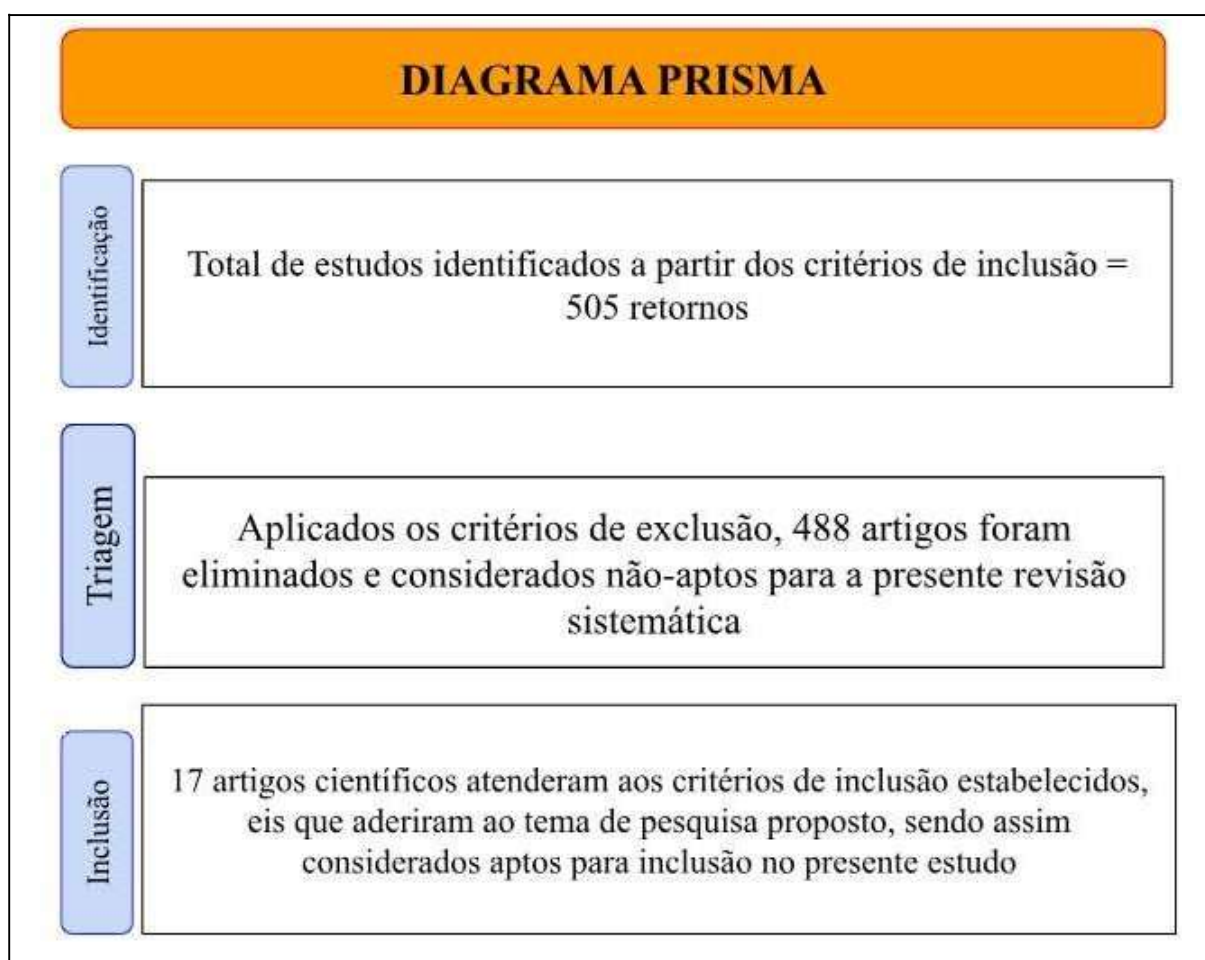 DIAGRAMA PRISMA
Identificação
Total de estudos identificados a partir dos critérios de inclusão =
505 retornos
Triagem
Aplicados os critérios de exclusão, 488 artigos foram
eliminados e considerados não-aptos para a presente revisão
sistemática
Inclusão
17 artigos científicos atenderam aos critérios de inclusão estabelecidos,
eis que aderiram ao tema de pesquisa proposto, sendo assim
considerados aptos para inclusão no presente estudo